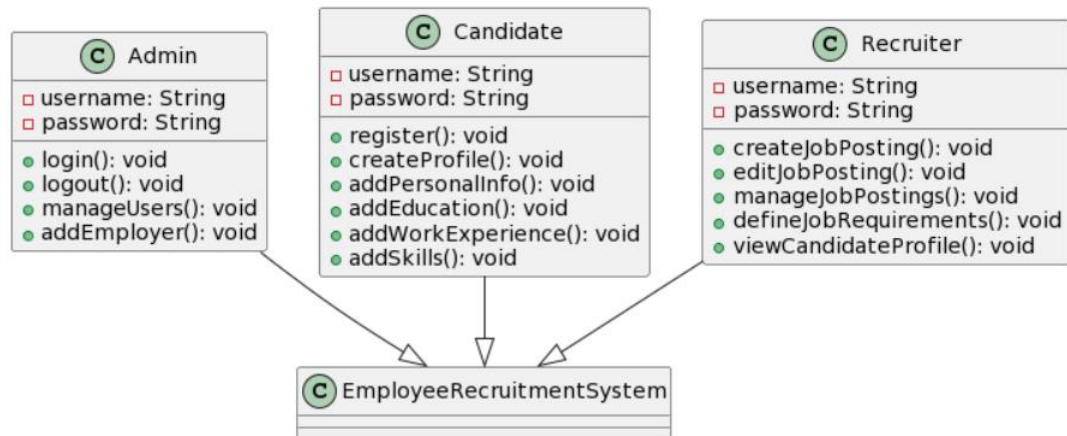 C Admin
username: String
password: String
login(): void
logout(): void
manageUsers(): void
addEmployer(): void
C Candidate
username: String
password: String
register(): void
createProfile(): void
addPersonalInfo(): void
addEducation(): void
addWorkExperience(): void
addSkills(): void
C Recruiter
username: String
password: String
createJobPosting(): void
editJobPosting(): void
manageJobPostings(): void
defineJobRequirements(): void
viewCandidateProfile(): void
C EmployeeRecruitmentSystem